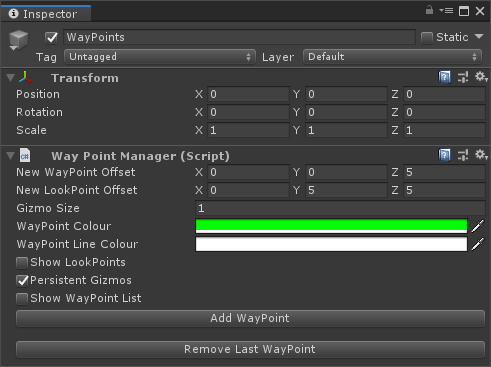 Inspector
WayPoints Static
Tag Untagged Layer Default
Transform
Position X 0 Y 0 Z 0
Rotation X 0 Y 0 Z 0
Scale X 1 Y 1 Z 1
Way Point Manager (Script)
New WayPoint Offset X 0 Y 0 Z 5
New LookPoint Offset X 0 Y 5 Z 5
Gizmo Size 1
WayPoint Colour
WayPoint Line Colour
Show LookPoints
Persistent Gizmos
Show WayPoint List
Add WayPoint
Remove Last WayPoint